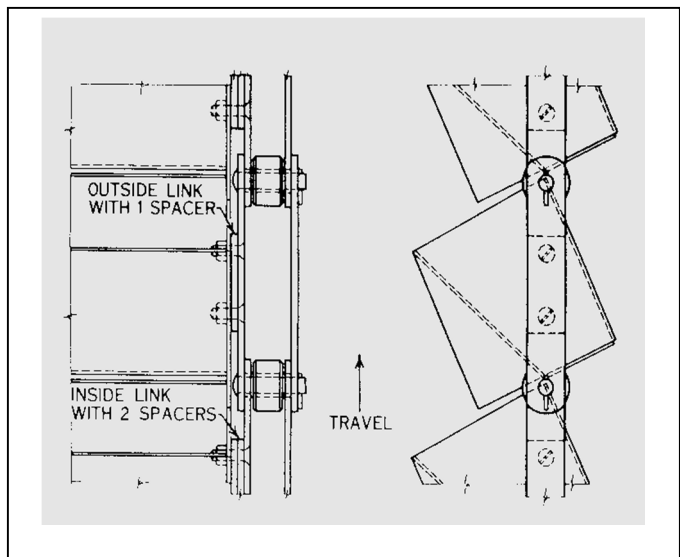 OUTSIDE LINK
WITH 1 SPACER
INSIDE LINK
WITH 2 SPACERS
TRAVEL